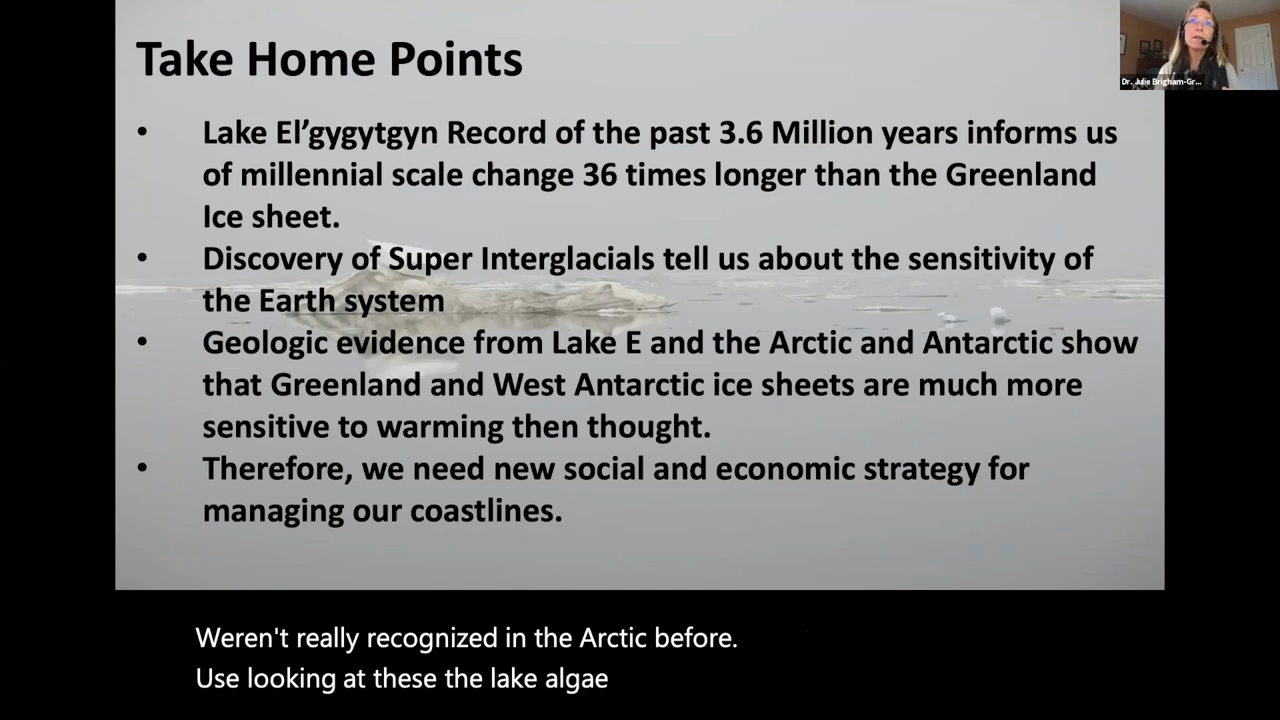 Take Home Points
• Lake El’gygytgyn Record of the past 3.6 Million years informs us
of millennial scale change 36 times longer than the Greenland
Ice sheet.
• Discovery of Super Interglacials tell us about the sensitivity of
the Earth system
• Geologic evidence from Lake E and the Arctic and Antarctic show
that Greenland and West Antarctic ice sheets are much more
sensitive to warming then thought.
• Therefore, we need new social and economic strategy for
managing our coastlines.
Dr. Julie Brigham-Gr...
Weren't really recognized in the Arctic before.
Use looking at these the lake algae